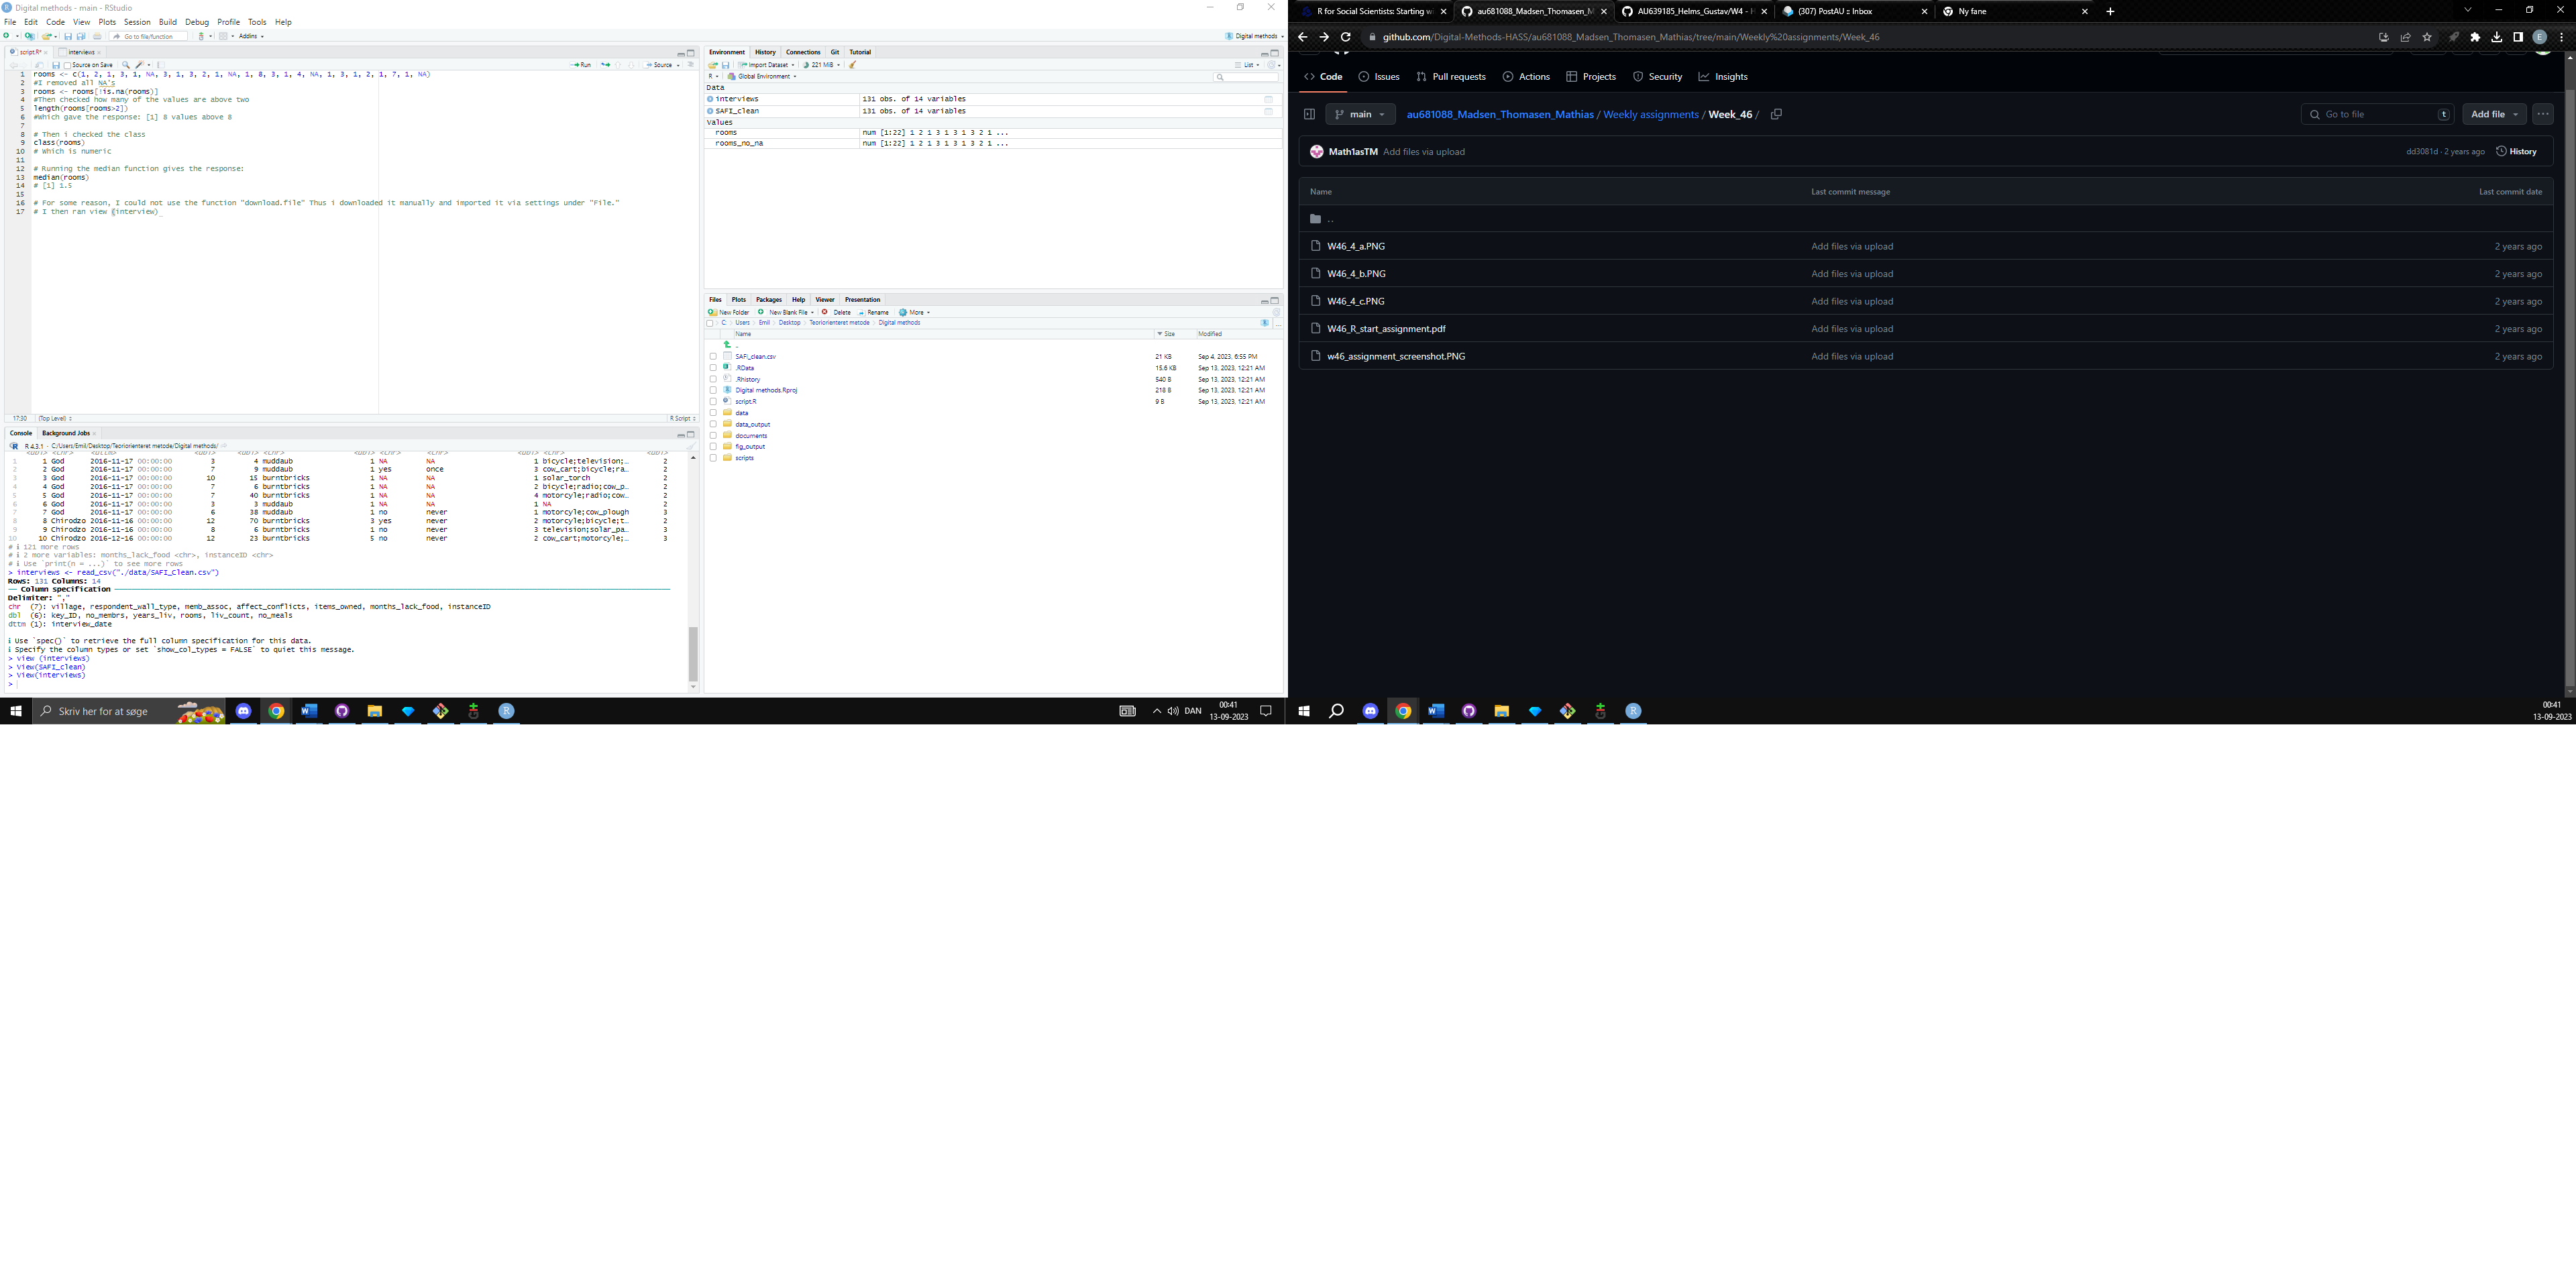 Digital methods - main - RStudio
File Edit Code View Plots Session Build Debug Profile Tools Help
Go to file/function Addins Digital methods
script.R* interviews
Source on Save Run Source
1 rooms <- c(1, 2, 1, 3, 1, NA, 3, 1, 3, 2, 1, NA, 1, 8, 3, 1, 4, NA, 1, 3, 1, 2, 1, 7, 1, NA)
2 #I removed all NA's
3 rooms <- rooms[!is.na(rooms)]
4 #Then checked how many of the values are above two
5 length(rooms[rooms>2])
6 #Which gave the response: [1] 8 values above 8
7
8 # Then i checked the class
9 class(rooms)
10 # Which is numeric
11
12 # Running the median function gives the response:
13 median(rooms)
14 # [1] 1.5
15
16 # For some reason, I could not use the function "download.file" Thus i downloaded it manually and imported it via settings under "File."
17 # I then ran view (interview)
17:30 (Top Level) R Script
Console Background Jobs
R 4.3.1 · C:/Users/Emil/Desktop/Teoriorienteret metode/Digital methods/
<dbl> <chr> <dttm> <dbl> <dbl> <chr> <dbl> <chr> <chr> <dbl> <chr> <dbl>
1 1 God 2016-11-17 00:00:00 3 4 muddaub 1 NA NA 1 bicycle;television;… 2
2 2 God 2016-11-17 00:00:00 7 9 muddaub 1 yes once 3 cow_cart;bicycle;ra… 2
3 3 God 2016-11-17 00:00:00 10 15 burntbricks 1 NA NA 1 solar_torch 2
4 4 God 2016-11-17 00:00:00 7 6 burntbricks 1 NA NA 2 bicycle;radio;cow_p… 2
5 5 God 2016-11-17 00:00:00 7 40 burntbricks 1 NA NA 4 motorcyle;radio;cow… 2
6 6 God 2016-11-17 00:00:00 3 3 muddaub 1 NA NA 1 NA 2
7 7 God 2016-11-17 00:00:00 6 38 muddaub 1 no never 1 motorcyle;cow_plough 3
8 8 Chirodzo 2016-11-16 00:00:00 12 70 burntbricks 3 yes never 2 motorcyle;bicycle;t… 2
9 9 Chirodzo 2016-11-16 00:00:00 8 6 burntbricks 1 no never 3 television;solar_pa… 3
10 10 Chirodzo 2016-12-16 00:00:00 12 23 burntbricks 5 no never 2 cow_cart;motorcyle;… 3
# ℹ 121 more rows
# ℹ 2 more variables: months_lack_food <chr>, instanceID <chr>
# ℹ Use `print(n = ...)` to see more rows
> interviews <- read_csv("./data/SAFI_Clean.csv")
Rows: 131 Columns: 14
── Column specification
Delimiter: ","
chr (7): village, respondent_wall_type, memb_assoc, affect_conflicts, items_owned, months_lack_food, instanceID
dbl (6): key_ID, no_membrs, years_liv, rooms, liv_count, no_meals
dttm (1): interview_date
ℹ Use `spec()` to retrieve the full column specification for this data.
ℹ Specify the column types or set `show_col_types = FALSE` to quiet this message.
> view (interviews)
> View(SAFI_clean)
> View(interviews)
>
Environment History Connections Git Tutorial
Import Dataset 221 MiB List
R Global Environment
Data
interviews 131 obs. of 14 variables
SAFI_clean 131 obs. of 14 variables
Values
rooms num [1:22] 1 2 1 3 1 3 1 3 2 1 ...
rooms_no_na num [1:22] 1 2 1 3 1 3 1 3 2 1 ...
Files Plots Packages Help Viewer Presentation
New Folder New Blank File Delete Rename More
C: Users Emil Desktop Teoriorienteret metode Digital methods
Name Size Modified
..
SAFI_clean.csv 21 KB Sep 4, 2023, 6:55 PM
.RData 15.6 KB Sep 13, 2023, 12:21 AM
.Rhistory 540 B Sep 13, 2023, 12:21 AM
Digital methods.Rproj 218 B Sep 13, 2023, 12:21 AM
script.R 9 B Sep 13, 2023, 12:21 AM
data
data_output
documents
fig_output
scripts
Skriv her for at søge
DAN 00:41
13-09-2023
R for Social Scientists: Starting w au681088_Madsen_Thomasen_M AU639185_Helms_Gustav/W4 - H (307) PostAU :: Inbox Ny fane
github.com/Digital-Methods-HASS/au681088_Madsen_Thomasen_Mathias/tree/main/Weekly%20assignments/Week_46
Code Issues Pull requests Actions Projects Security Insights
main au681088_Madsen_Thomasen_Mathias / Weekly assignments / Week_46 / Go to file t Add file
Math1asTM Add files via upload dd3081d · 2 years ago History
Name Last commit message Last commit date
..
W46_4_a.PNG Add files via upload 2 years ago
W46_4_b.PNG Add files via upload 2 years ago
W46_4_c.PNG Add files via upload 2 years ago
W46_R_start_assignment.pdf Add files via upload 2 years ago
w46_assignment_screenshot.PNG Add files via upload 2 years ago
00:41
13-09-2023